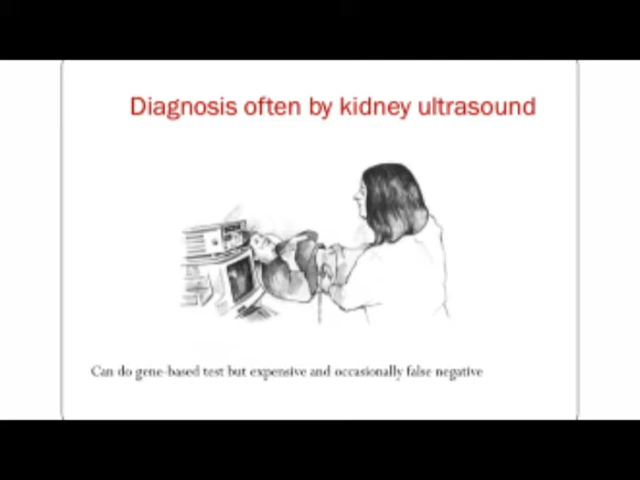 Diagnosis often by kidney ultrasound
Can do gene-based test but expensive and occasionally false negative